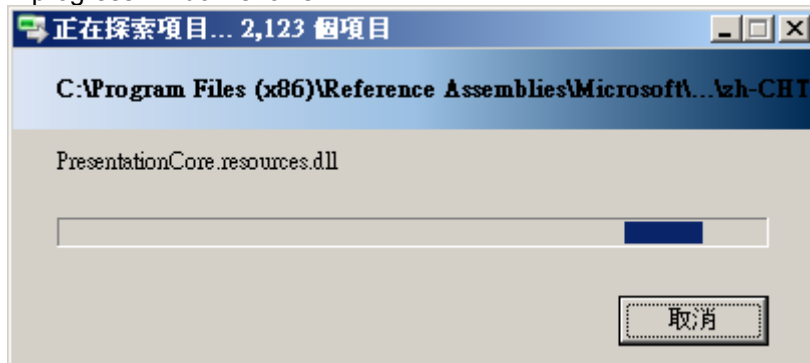 正在探索項目... 2,123 個項目
C:\Program Files (x86)\Reference Assemblies\Microsoft\...\zh-CHT
PresentationCore.resources.dll
取消